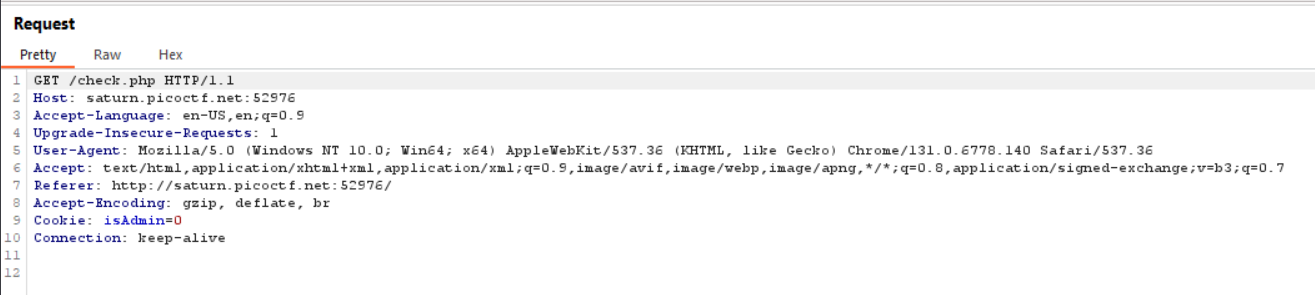 Request
Pretty Raw Hex
1 GET /check.php HTTP/1.1
2 Host: saturn.picoctf.net:52976
3 Accept-Language: en-US,en;q=0.9
4 Upgrade-Insecure-Requests: 1
5 User-Agent: Mozilla/5.0 (Windows NT 10.0; Win64; x64) AppleWebKit/537.36 (KHTML, like Gecko) Chrome/131.0.6778.140 Safari/537.36
6 Accept: text/html,application/xhtml+xml,application/xml;q=0.9,image/avif,image/webp,image/apng,*/*;q=0.8,application/signed-exchange;v=b3;q=0.7
7 Referer: http://saturn.picoctf.net:52976/
8 Accept-Encoding: gzip, deflate, br
9 Cookie: isAdmin=0
10 Connection: keep-alive
11
12